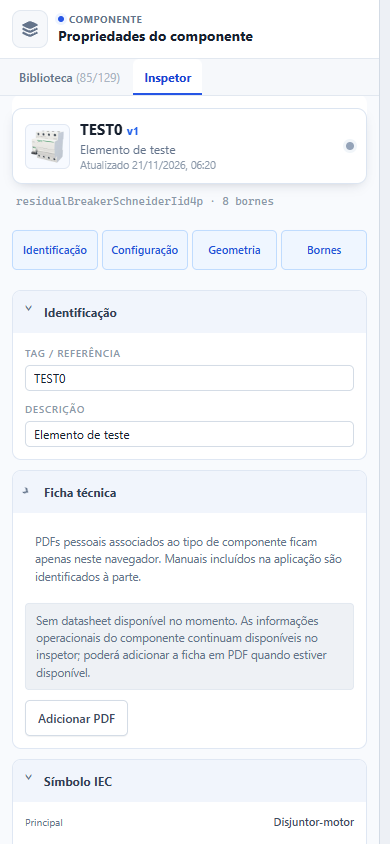 COMPONENTE
Propriedades do componente
Biblioteca (85/129)
Inspetor
TEST0 v1
Elemento de teste
Atualizado 21/11/2026, 06:20
residualBreakerSchneiderIid4p · 8 bornes
Identificação
Configuração
Geometria
Bornes
Identificação
TAG / REFERÊNCIA
TEST0
DESCRIÇÃO
Elemento de teste
Ficha técnica
PDFs pessoais associados ao tipo de componente ficam
apenas neste navegador. Manuais incluídos na aplicação são
identificados à parte.
Sem datasheet disponível no momento. As informações
operacionais do componente continuam disponíveis no
inspetor; poderá adicionar a ficha em PDF quando estiver
disponível.
Adicionar PDF
Símbolo IEC
Principal
Disjuntor-motor